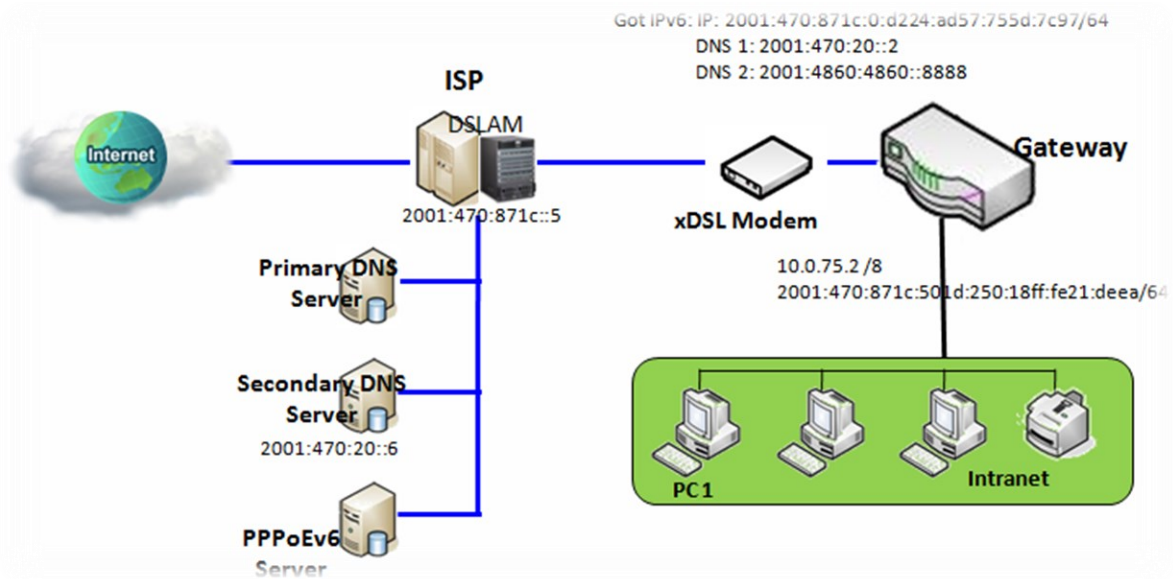 Got IPv6: IP: 2001:470:871c:0:d224:ad57:755d:7c97/64
DNS 1: 2001:470:20::2
DNS 2: 2001:4860:4860::8888
ISP
DSLAM
Internet
Gateway
2001:470:871c::5
xDSL Modem
Primary DNS
Server
10.0.75.2 /8
2001:470:871c:501d:250:18ff:fe21:deea/64
Secondary DNS
Server
2001:470:20::6
PC1
Intranet
PPPoEv6
Server